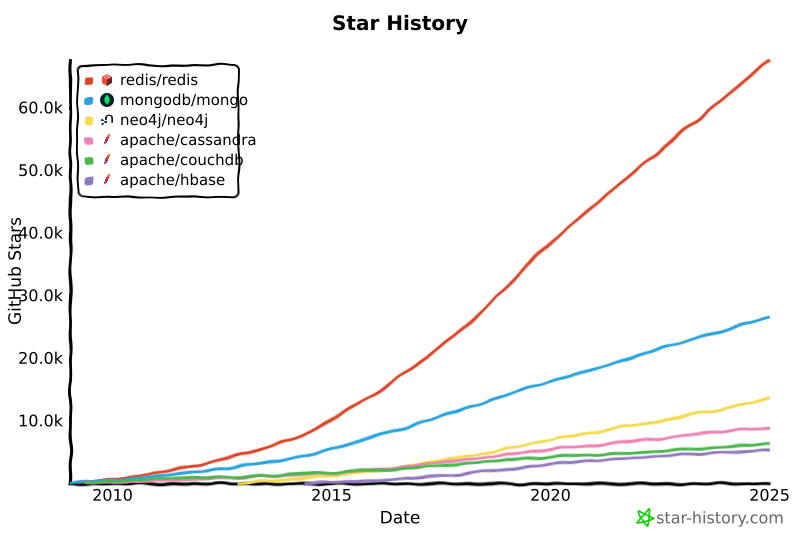 Star History
redis/redis
mongodb/mongo
neo4j/neo4j
apache/cassandra
apache/couchdb
apache/hbase
60.0k
50.0k
40.0k
30.0k
20.0k
10.0k
GitHub Stars
2010
2015
2020
2025
Date
star-history.com